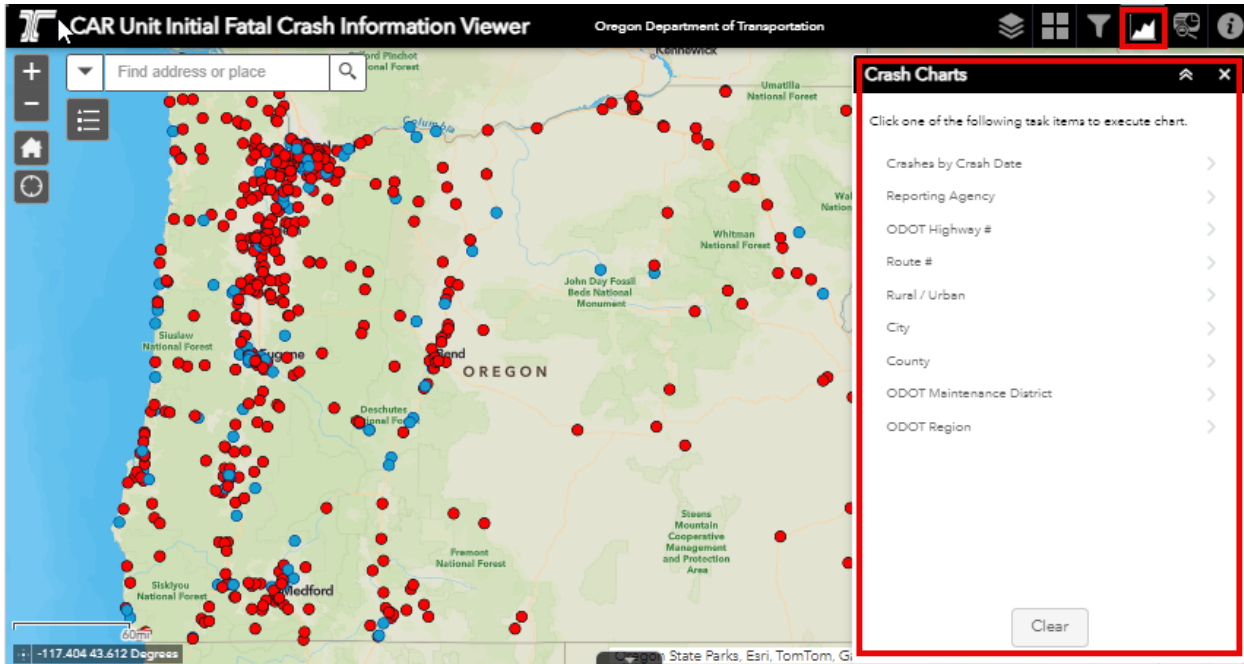 CAR Unit Initial Fatal Crash Information Viewer
Oregon Department of Transportation
Find address or place
Crash Charts
Click one of the following task items to execute chart.
Crashes by Crash Date
Reporting Agency
ODOT Highway #
Route #
Rural / Urban
City
County
ODOT Maintenance District
ODOT Region
Clear
Kennewick
National Forest
Umatilla
National Forest
Columbia
Whitman
National Forest
John Day Fossil
Beds National
Monument
Siuslaw
National Forest
OREGON
Deschutes
Steens
Mountain
Cooperative
Management
and Protection
Area
Fremont
National Forest
Siskiyou
National Forest
Medford
60mi
-117.404 43.612 Degrees
State Parks, Esri, TomTom,